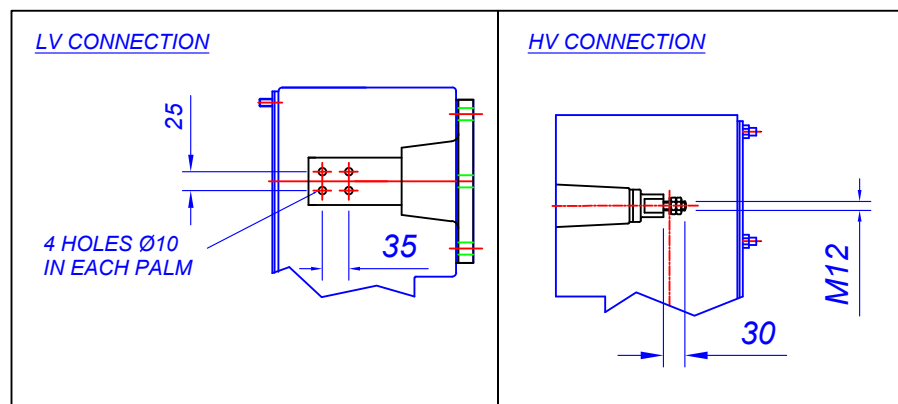 LV CONNECTION
25
4 HOLES Ø10
IN EACH PALM
35
HV CONNECTION
M12
30